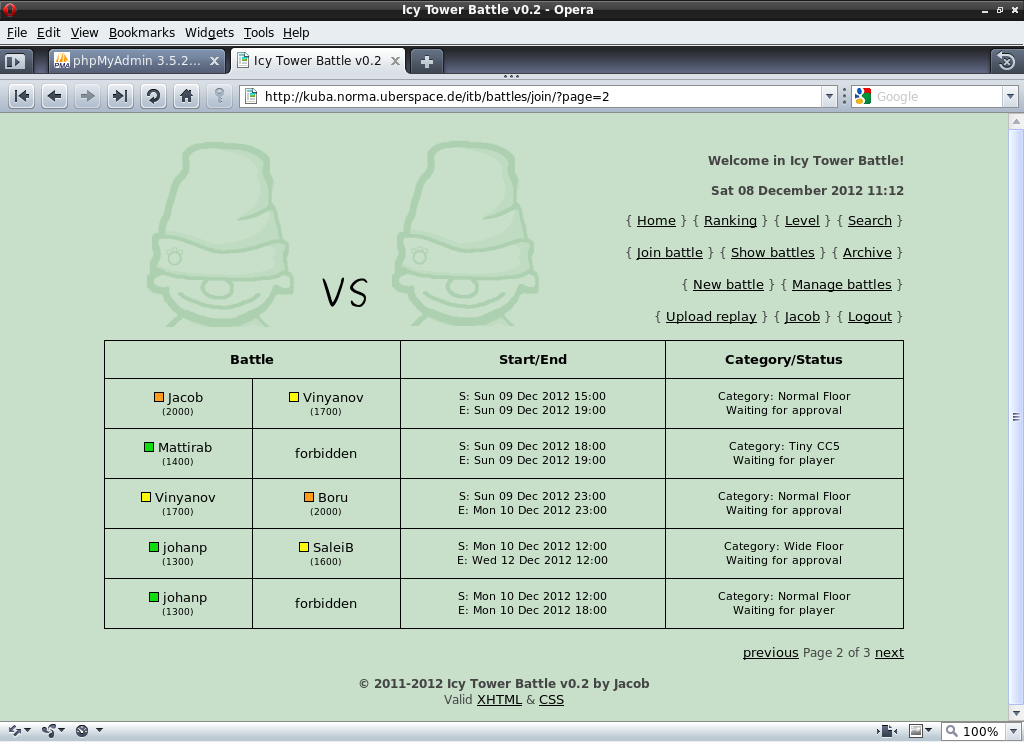 Icy Tower Battle v0.2 - Opera
File Edit View Bookmarks Widgets Tools Help
phpMyAdmin 3.5.2... Icy Tower Battle v0.2
http://kuba.norma.uberspace.de/itb/battles/join/?page=2 Google
Welcome in Icy Tower Battle!
Sat 08 December 2012 11:12
{ Home } { Ranking } { Level } { Search }
{ Join battle } { Show battles } { Archive }
{ New battle } { Manage battles }
{ Upload replay } { Jacob } { Logout }
VS
Battle Start/End Category/Status
Jacob Vinyanov S: Sun 09 Dec 2012 15:00 Category: Normal Floor
(2000) (1700) E: Sun 09 Dec 2012 19:00 Waiting for approval
Mattirab forbidden S: Sun 09 Dec 2012 18:00 Category: Tiny CC5
(1400) E: Sun 09 Dec 2012 19:00 Waiting for player
Vinyanov Boru S: Sun 09 Dec 2012 23:00 Category: Normal Floor
(1700) (2000) E: Mon 10 Dec 2012 23:00 Waiting for approval
johanp SaleiB S: Mon 10 Dec 2012 12:00 Category: Wide Floor
(1300) (1600) E: Wed 12 Dec 2012 12:00 Waiting for approval
johanp forbidden S: Mon 10 Dec 2012 12:00 Category: Normal Floor
(1300) E: Mon 10 Dec 2012 18:00 Waiting for player
previous Page 2 of 3 next
© 2011-2012 Icy Tower Battle v0.2 by Jacob
Valid XHTML & CSS
100%